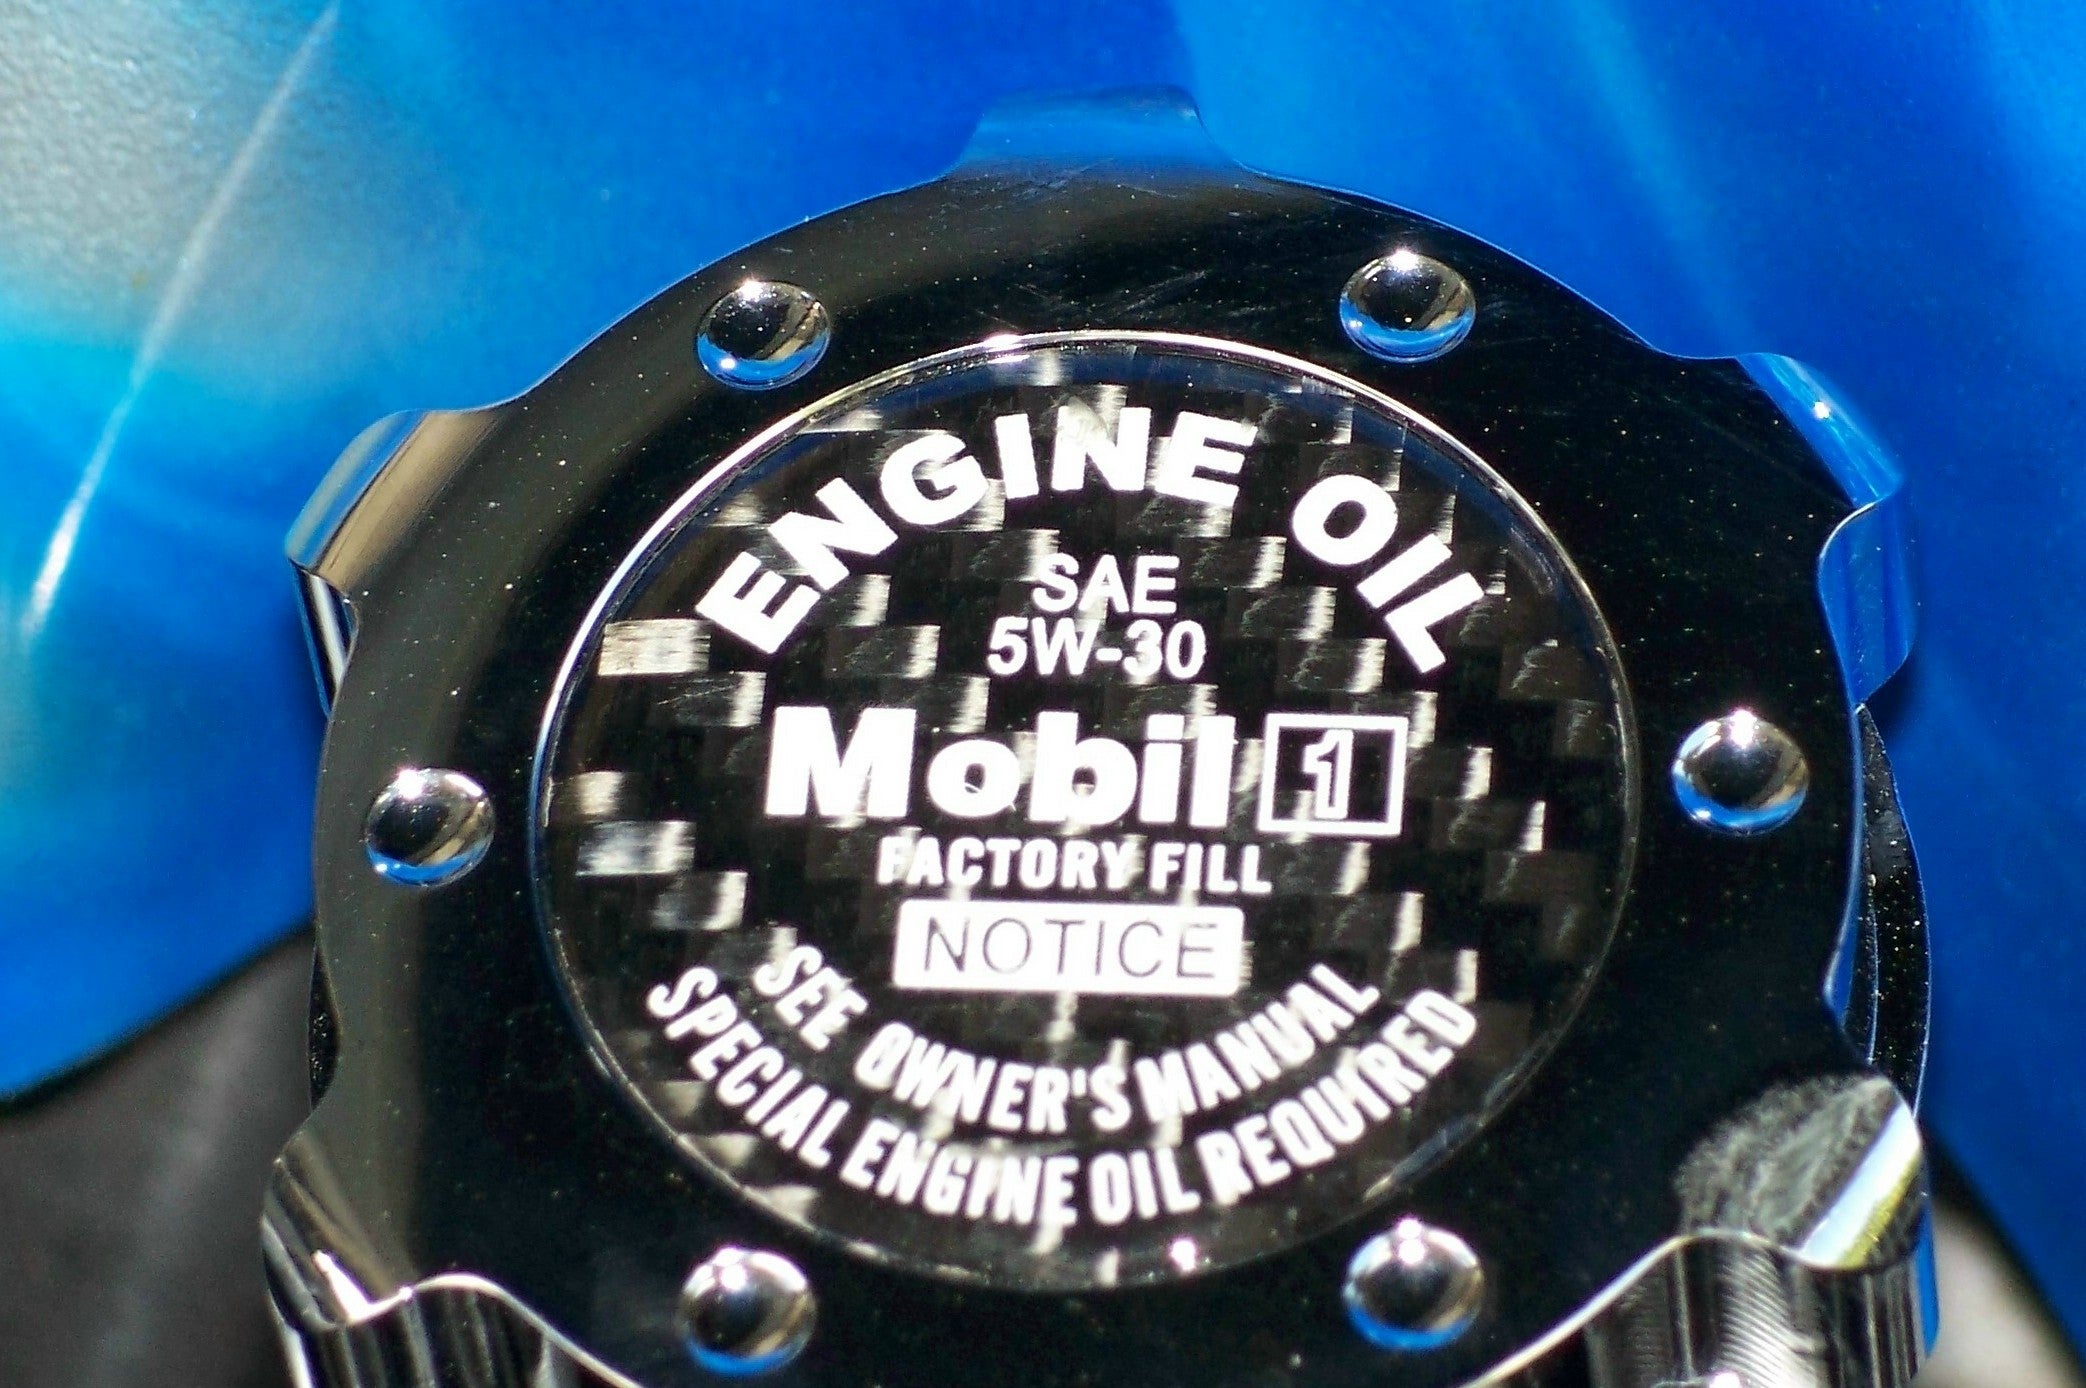 ENGINE OIL
SAE
5W-30
Mobil 1
FACTORY FILL
NOTICE
SEE OWNER'S MANUAL
SPECIAL ENGINE OIL REQUIRED